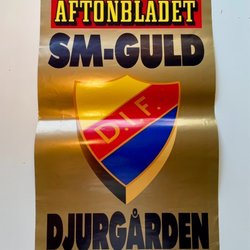 AFTONBLADET
SM-GULD
D.I.F.
DJURGÅRDEN